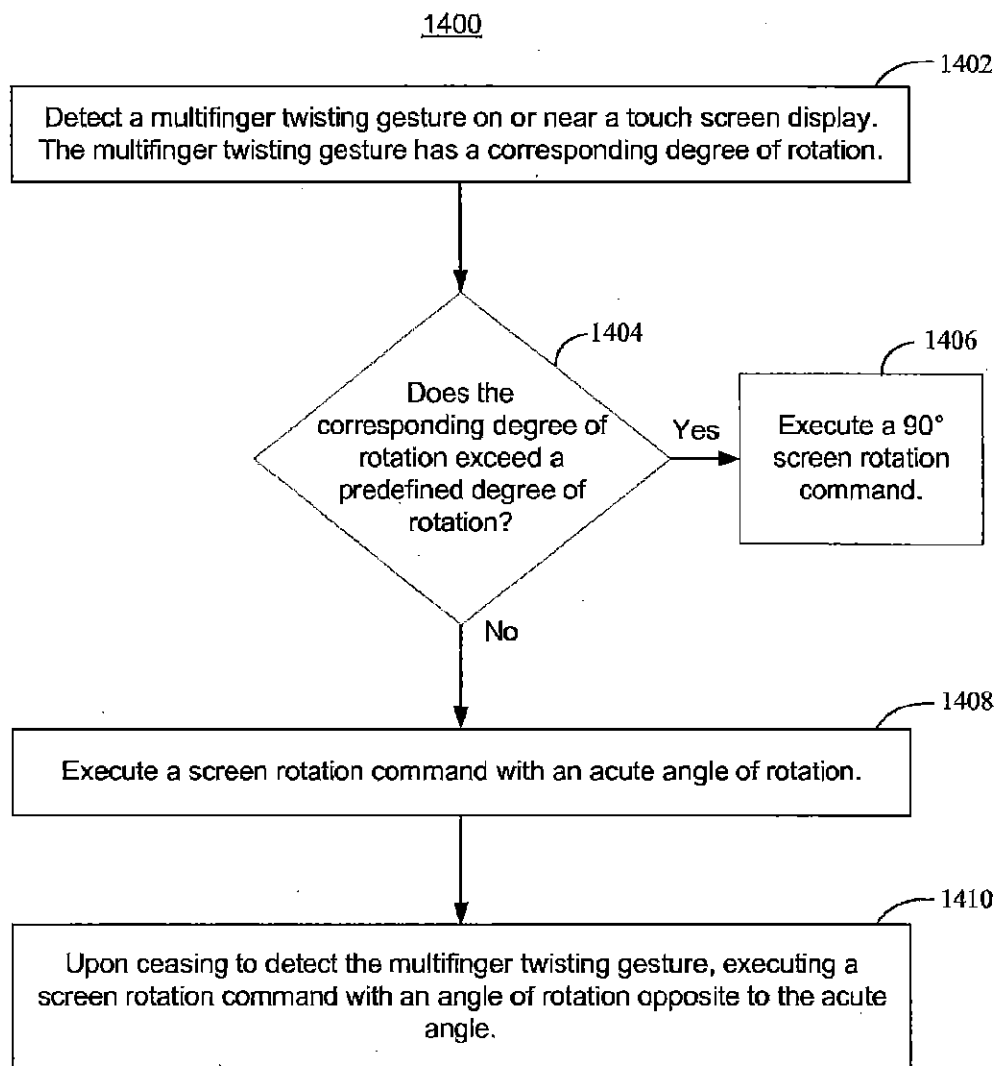 1400
1402
Detect a multifinger twisting gesture on or near a touch screen display.
The multifinger twisting gesture has a corresponding degree of rotation.
1404
1406
Does the
corresponding degree of
rotation exceed a
predefined degree of
rotation?
Yes
Execute a 90°
screen rotation
command.
No
1408
Execute a screen rotation command with an acute angle of rotation.
1410
Upon ceasing to detect the multifinger twisting gesture, executing a
screen rotation command with an angle of rotation opposite to the acute
angle.